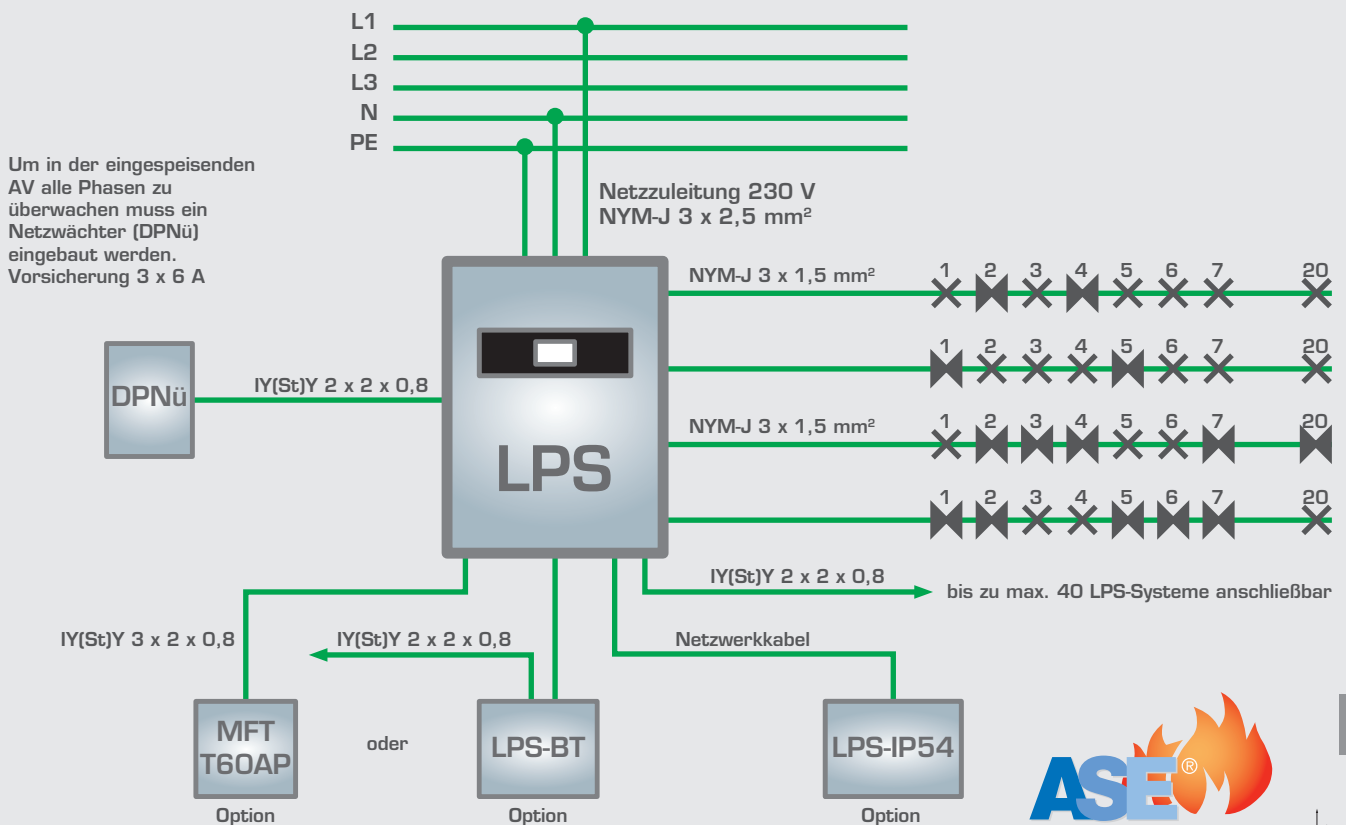 L1
L2
L3
N
PE
Um in der eingespeisenden
AV alle Phasen zu
überwachen muss ein
Netzwächter (DPNü)
eingebaut werden.
Vorsicherung 3 x 6 A
Netzzuleitung 230 V
NYM-J 3 x 2,5 mm²
NYM-J 3 x 1,5 mm²
1 2 3 4 5 6 7 20
1 2 3 4 5 6 7 20
DPNü
IY(St)Y 2 x 2 x 0,8
LPS
NYM-J 3 x 1,5 mm²
1 2 3 4 5 6 7 20
1 2 3 4 5 6 7 20
IY(St)Y 2 x 2 x 0,8
bis zu max. 40 LPS-Systeme anschließbar
IY(St)Y 3 x 2 x 0,8
IY(St)Y 2 x 2 x 0,8
Netzwerkkabel
MFT
T60AP
oder
LPS-BT
LPS-IP54
ASE®
Option
Option
Option